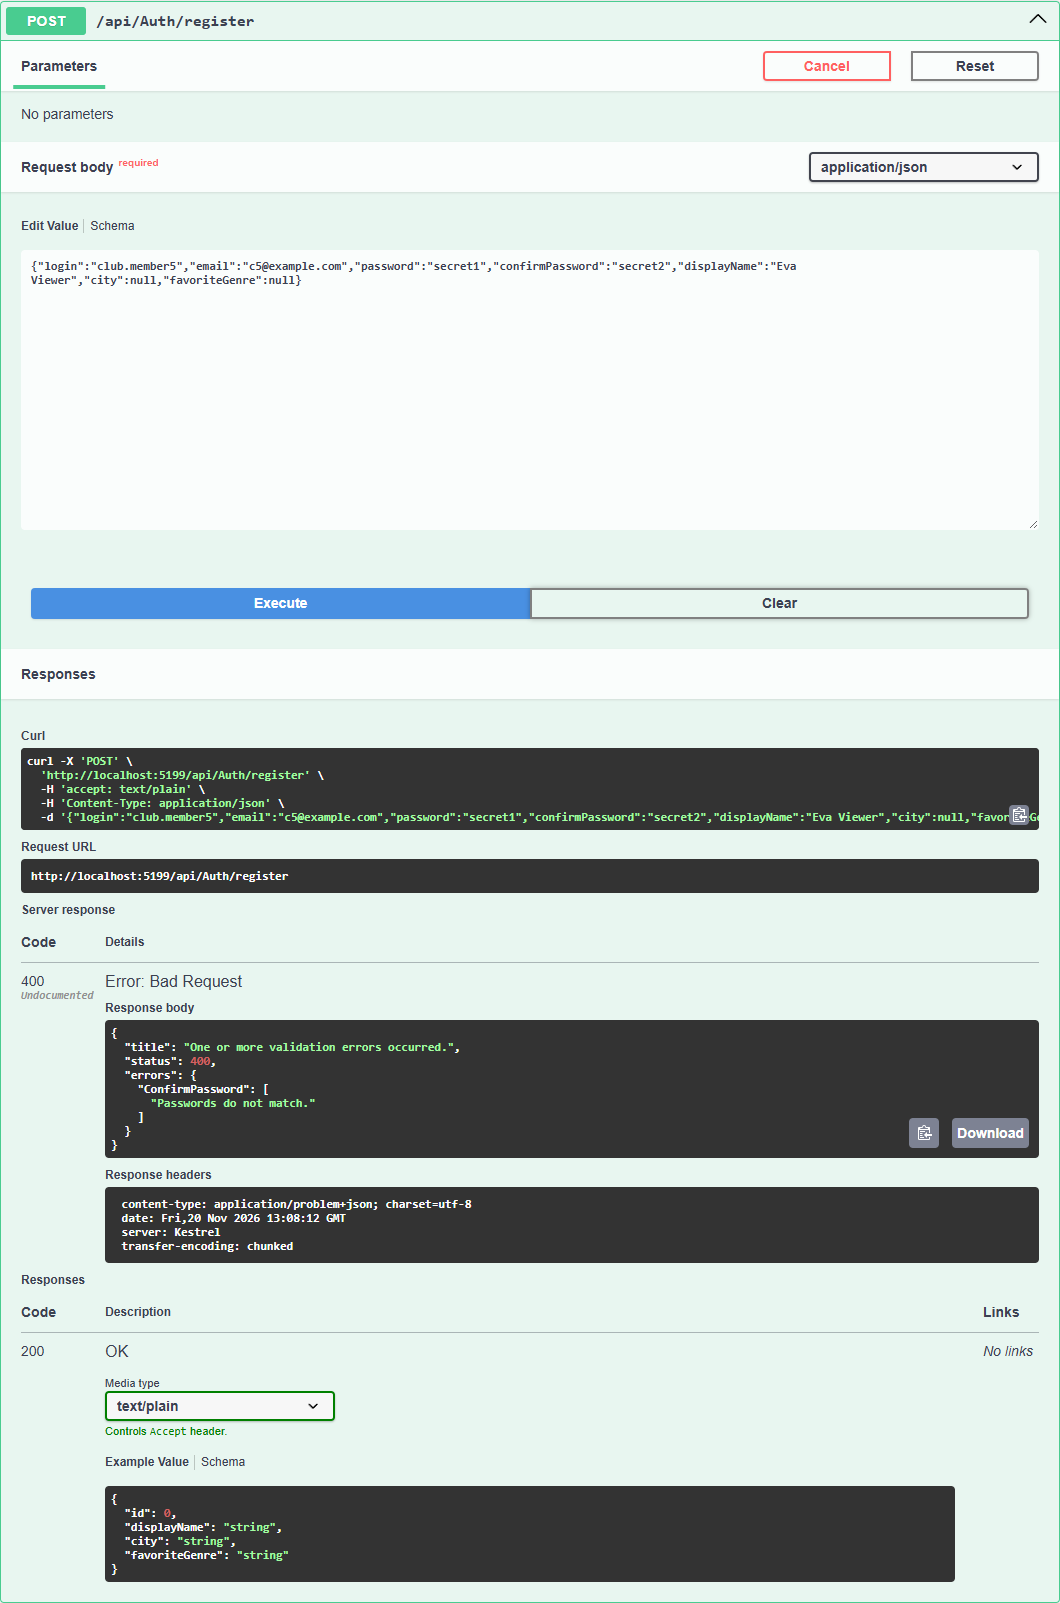 POST /api/Auth/register
Parameters
Cancel
Reset
No parameters
Request body required
application/json
Edit Value Schema
{"login":"club.member5","email":"c5@example.com","password":"secret1","confirmPassword":"secret2","displayName":"Eva
Viewer","city":null,"favoriteGenre":null}
Execute
Clear
Responses
Curl
curl -X 'POST' \
'http://localhost:5199/api/Auth/register' \
-H 'accept: text/plain' \
-H 'Content-Type: application/json' \
-d '{"login":"club.member5","email":"c5@example.com","password":"secret1","confirmPassword":"secret2","displayName":"Eva Viewer","city":null,"favor
Request URL
http://localhost:5199/api/Auth/register
Server response
Code Details
400 Error: Bad Request
Undocumented
Response body
{
"title": "One or more validation errors occurred.",
"status": 400,
"errors": {
"ConfirmPassword": [
"Passwords do not match."
]
}
}
Download
Response headers
content-type: application/problem+json; charset=utf-8
date: Fri,20 Nov 2026 13:08:12 GMT
server: Kestrel
transfer-encoding: chunked
Responses
Code Description Links
200 OK No links
Media type
text/plain
Controls Accept header.
Example Value Schema
{
"id": 0,
"displayName": "string",
"city": "string",
"favoriteGenre": "string"
}